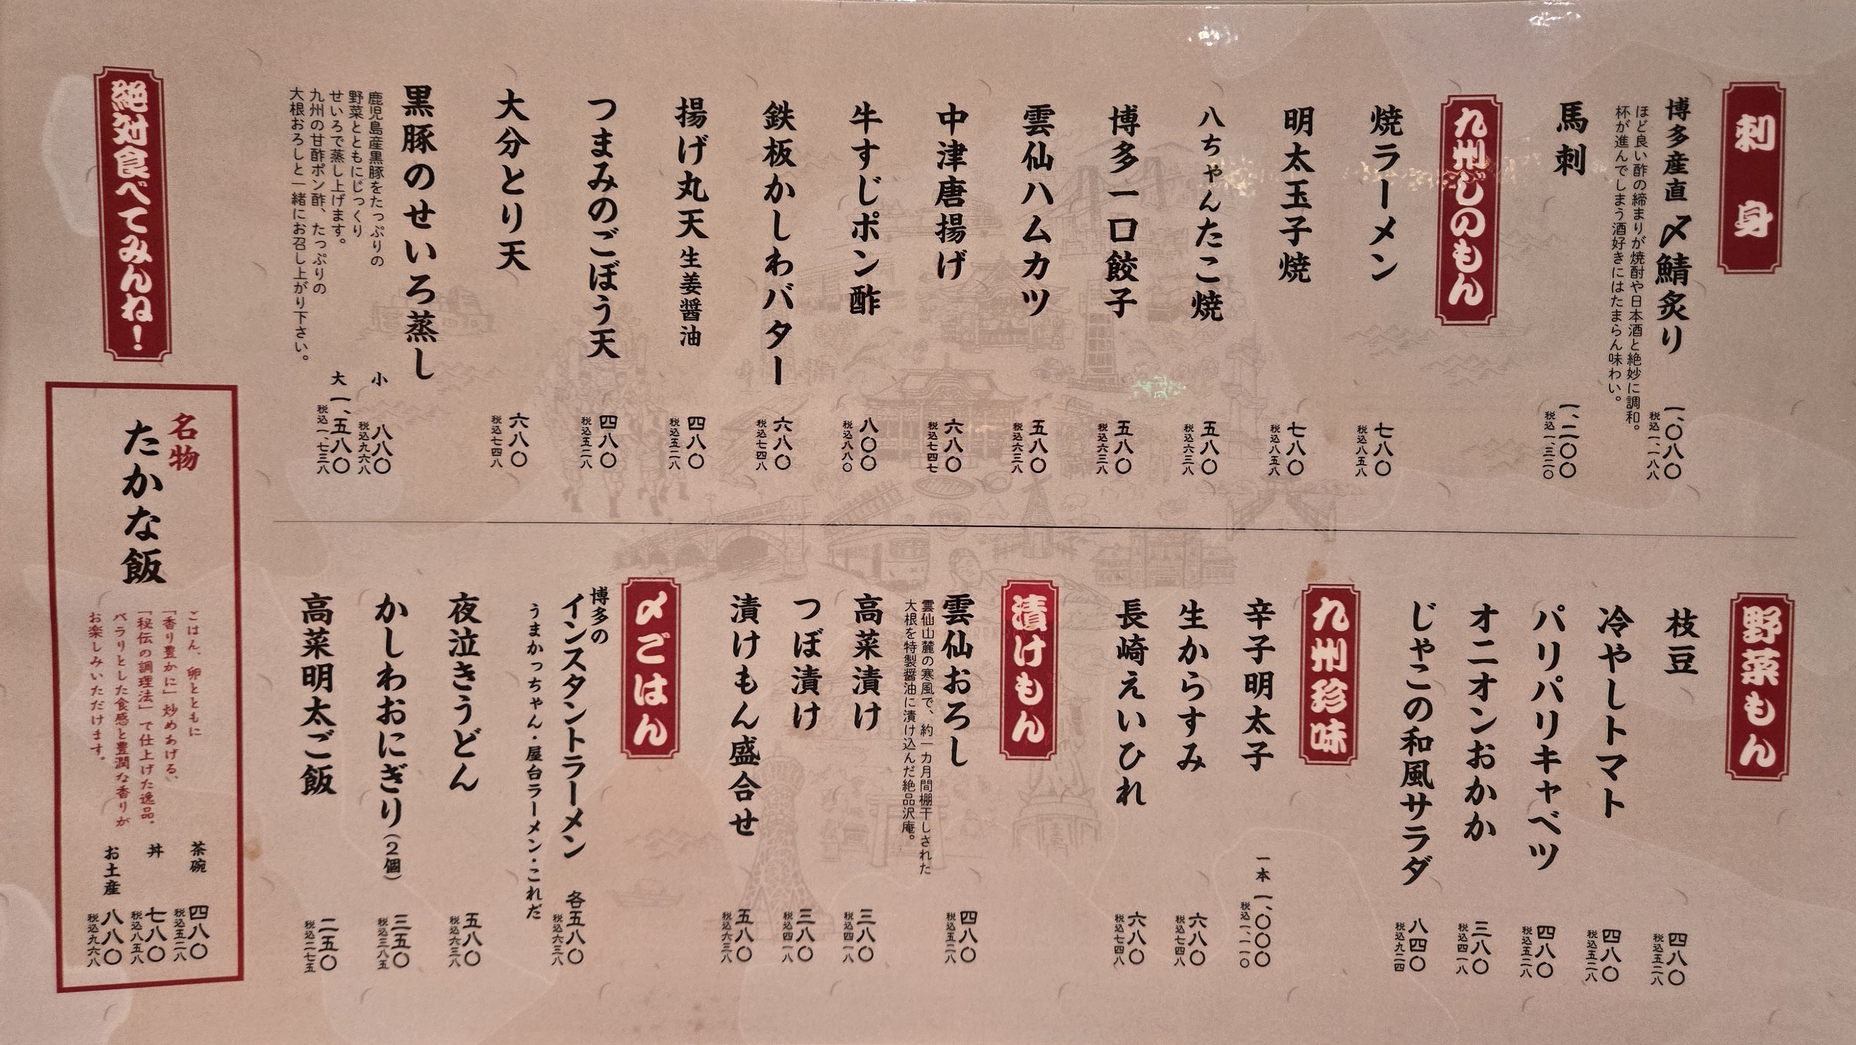 刺身
博多産直 〆鯖炙り
ほど良い酢の締まりが焼酎や日本酒と絶妙に調和。
杯が進んでしまう酒好きにはたまらん味わい。
一、〇八〇
税込一、一八八
馬刺
一、二〇〇
税込一、三二〇
九州じのもん
焼ラーメン
七八〇
税込八五八
明太玉子焼
七八〇
税込八五八
八ちゃんたこ焼
五八〇
税込六三八
博多一口餃子
五八〇
税込六三八
雲仙ハムカツ
五八〇
税込六三八
中津唐揚げ
六八〇
税込七四七
牛すじポン酢
八〇〇
税込八八〇
鉄板かしわバター
六八〇
税込七四八
揚げ丸天 生姜醤油
四八〇
税込五二八
つまみのごぼう天
四八〇
税込五二八
大分とり天
六八〇
税込七四八
黒豚のせいろ蒸し
鹿児島産黒豚をたっぷりの
野菜とともにじっくり
せいろで蒸し上げます。
九州の甘酢ポン酢、たっぷりの
大根おろしと一緒にお召し上がり下さい。
小 八八〇
税込九六八
大 一、五八〇
税込一、七三八
野菜もん
枝豆
四八〇
税込五二八
冷やしトマト
四八〇
税込五二八
パリパリキャベツ
四八〇
税込五二八
オニオンおかか
三八〇
税込四一八
じゃこの和風サラダ
八四〇
税込九二四
九州珍味
辛子明太子
一本 一、〇〇〇
税込一、一一〇
生からすみ
六八〇
税込七四八
長崎えいひれ
六八〇
税込七四八
漬けもん
雲仙おろし
雲仙山麓の寒風で、約一カ月間棚干しされた
大根を特製醤油に漬け込んだ絶品沢庵。
四八〇
税込五二八
高菜漬け
三八〇
税込四一八
つぼ漬け
三八〇
税込四一八
漬けもん盛合せ
五八〇
税込六三八
〆ごはん
博多の
インスタントラーメン
うまかっちゃん・屋台ラーメン・これだ
各五八〇
税込六三八
夜泣きうどん
五八〇
税込六三八
かしわおにぎり(2個)
三五〇
税込三八五
高菜明太ご飯
二五〇
税込二七五
絶対食べてみんね!
名物
たかな飯
ごはん、卵とともに
「香り豊かに」炒めあげる、
「秘伝の調理法」で仕上げた逸品。
パラリとした食感と豊潤な香りが
お楽しみいただけます。
茶碗 四八〇
税込五二八
丼 七八〇
税込八五八
お土産 八八〇
税込九六八